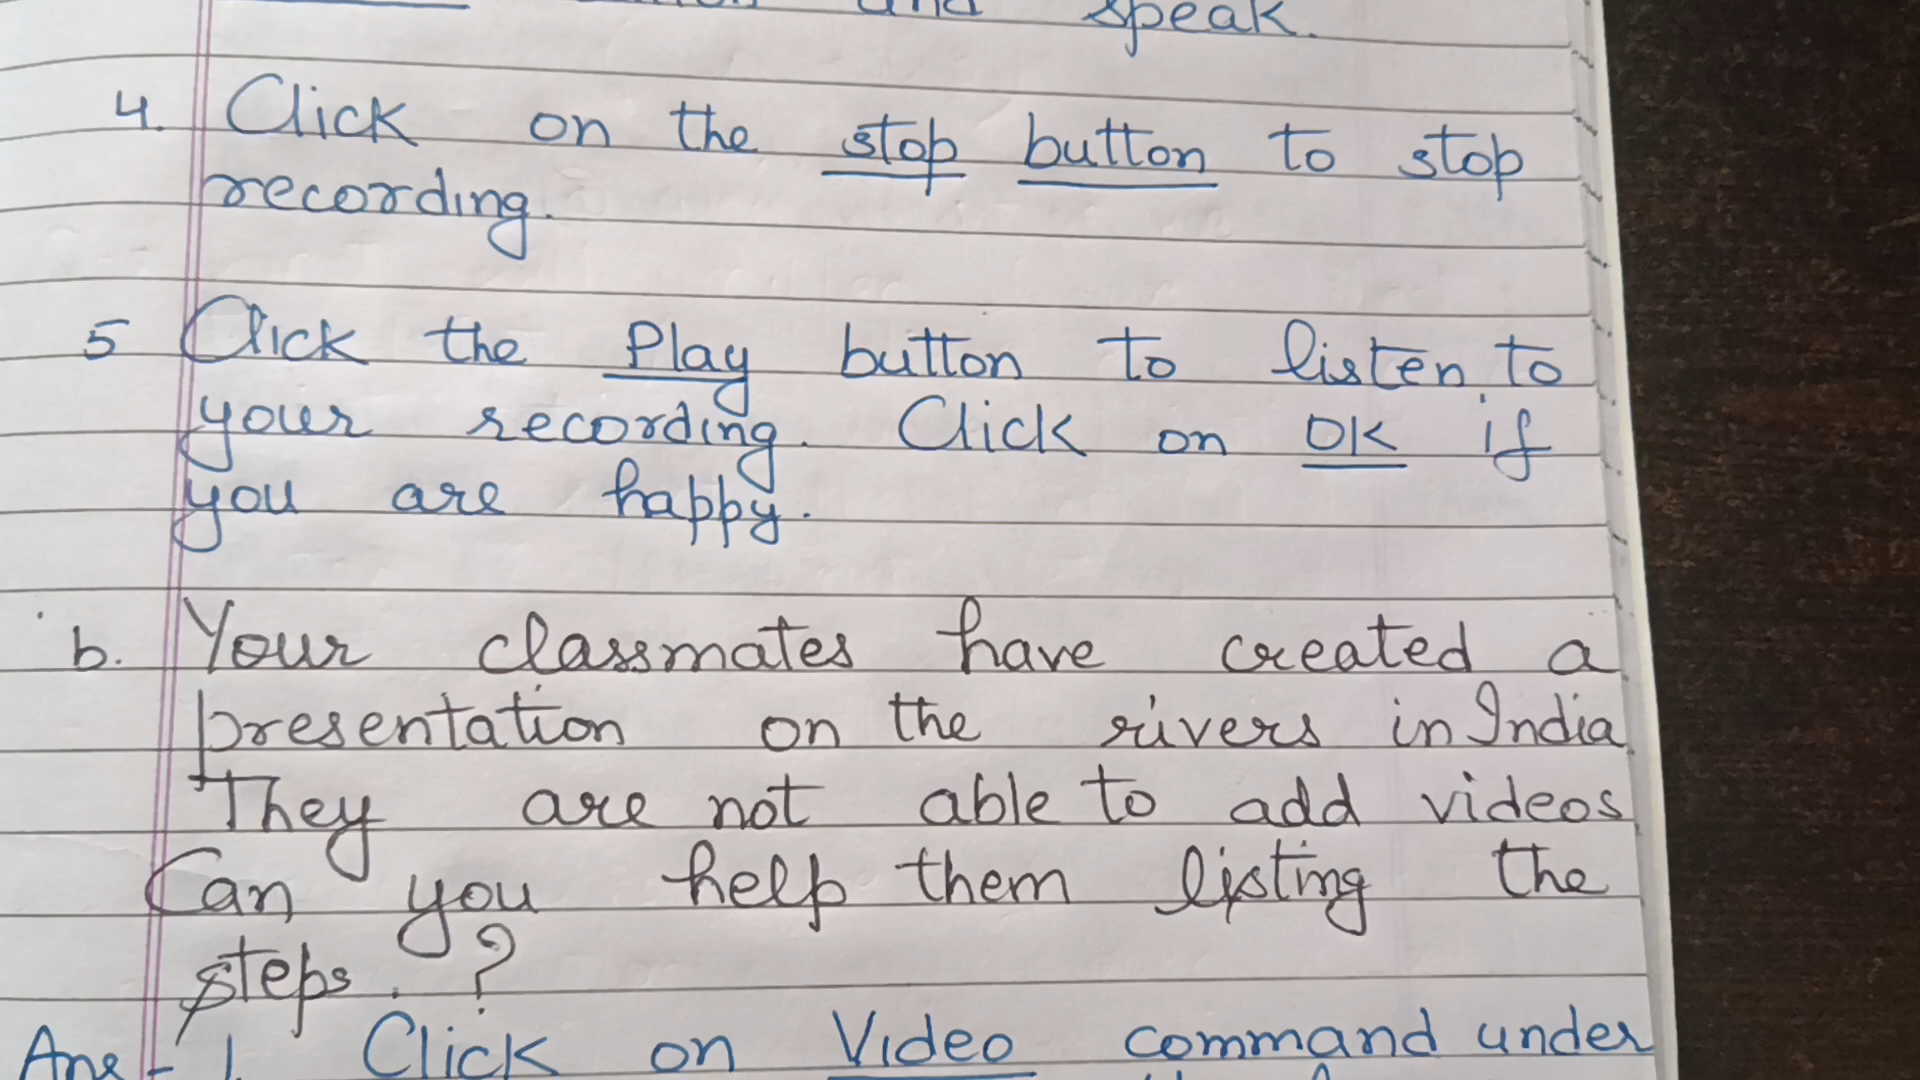 and speak.
4. Click on the stop button to stop
recording.
5 Click the Play button to listen to
your recording. Click on OK if
you are happy.
b. Your classmates have created a
presentation on the rivers in India
They are not able to add videos
Can you help them listing the
steps. ?
Ans - 1. Click on Video command under